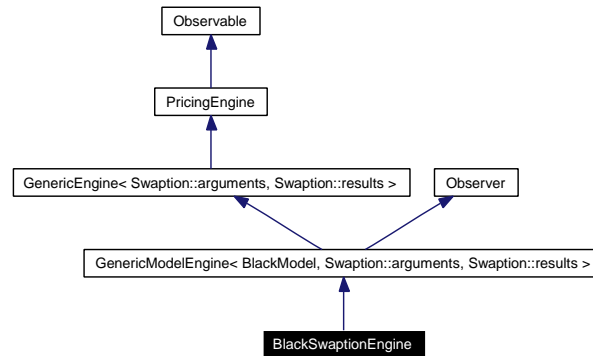 Observable
PricingEngine
GenericEngine< Swaption::arguments, Swaption::results >
Observer
GenericModelEngine< BlackModel, Swaption::arguments, Swaption::results >
BlackSwaptionEngine